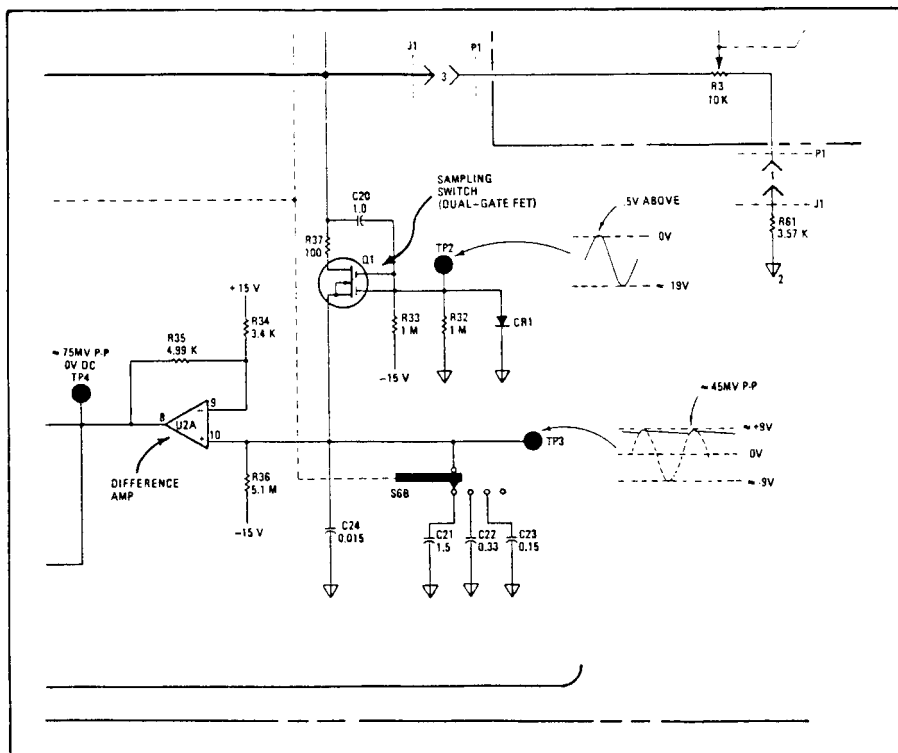 J1
P1
3
R3
10 K
P1
J1
R61
3.57 K
2
SAMPLING
SWITCH
(DUAL-GATE FET)
C20
1.0
R37
100
Q1
TP2
.5V ABOVE
0V
≈ 19V
R33
1 M
R32
1 M
CR1
-15 V
+15 V
R34
3.4 K
R35
4.99 K
≈ 75MV P-P
0V DC
TP4
8
U2A
9
-
10
+
DIFFERENCE
AMP
R36
5.1 M
-15 V
TP3
≈ 45MV P-P
≈ +9V
0V
≈ -9V
S6B
C24
0.015
C21
1.5
C22
0.33
C23
0.15